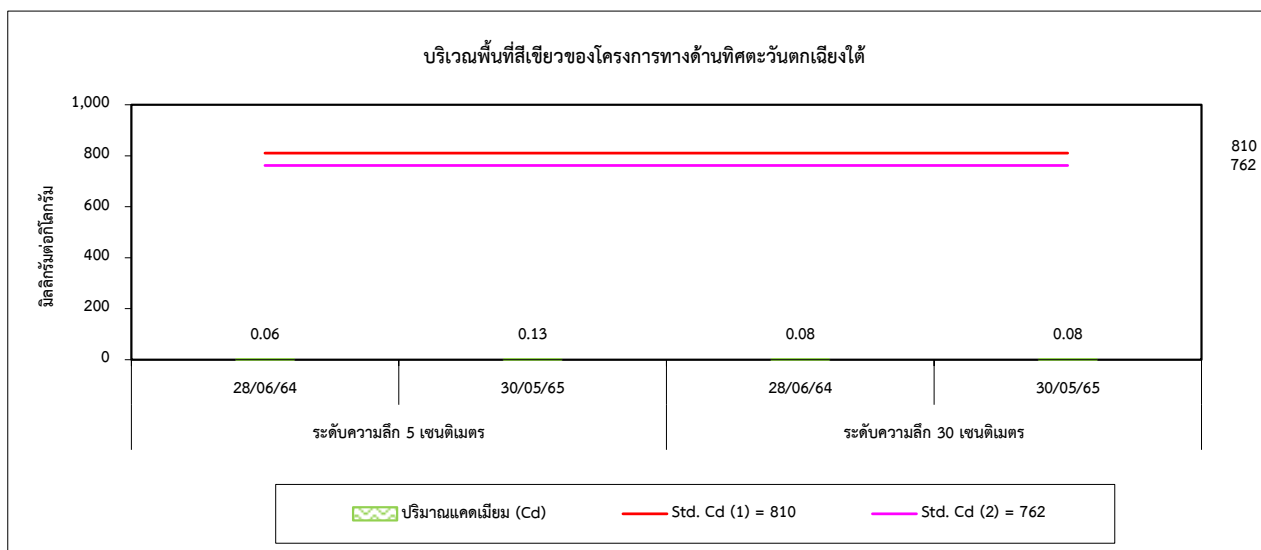 บริเวณพื้นที่สีเขียวของโครงการทางด้านทิศตะวันตกเฉียงใต้
มิลลิกรัมต่อกิโลกรัม
1,000
800
600
400
200
0
810
762
0.06 0.13 0.08 0.08
28/06/64 30/05/65 28/06/64 30/05/65
ระดับความลึก 5 เซนติเมตร ระดับความลึก 30 เซนติเมตร
ปริมาณแคดเมียม (Cd) Std. Cd (1) = 810 Std. Cd (2) = 762